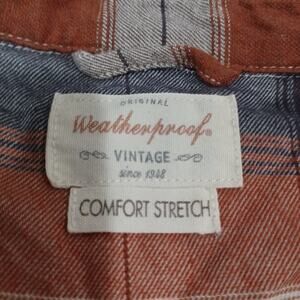 ORIGINAL
Weatherproof®
VINTAGE
since 1948
COMFORT STRETCH